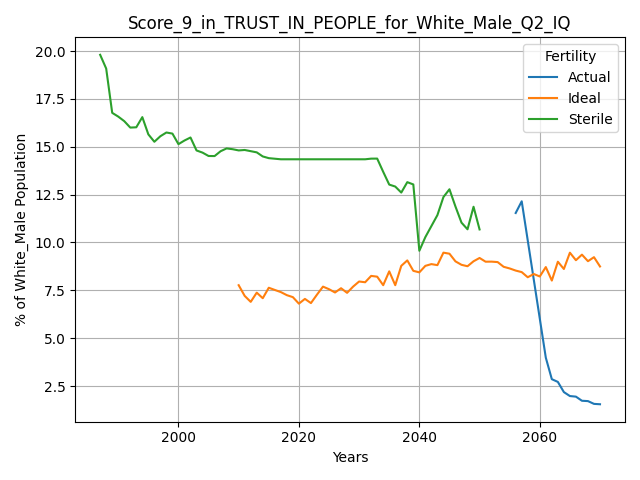 Score_9_in_TRUST_IN_PEOPLE_for_White_Male_Q2_IQ
Fertility
Actual
Ideal
Sterile
% of White_Male Population
20.0
17.5
15.0
12.5
10.0
7.5
5.0
2.5
2000 2020 2040 2060
Years